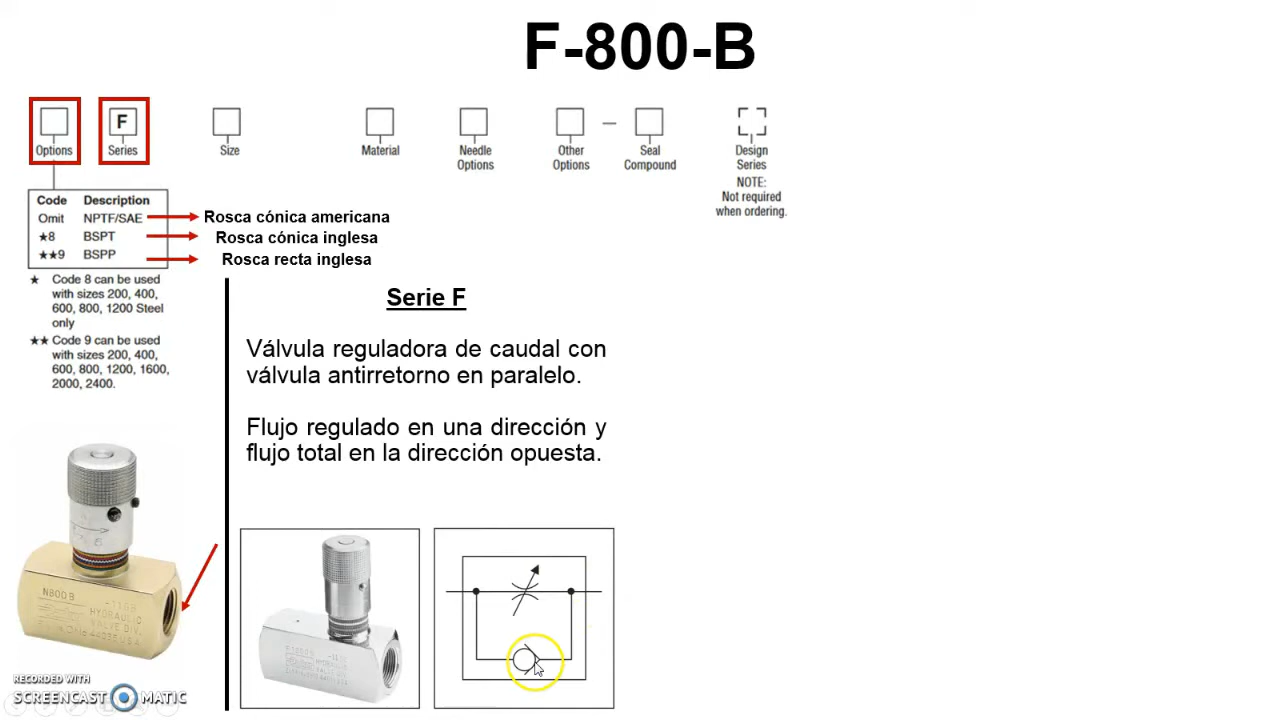 F-800-B
F
Options
Series
Size
Material
Needle
Options
Other
Options
—
Seal
Compound
Design
Series
NOTE:
Not required
when ordering.
Code Description
Omit NPTF/SAE
Rosca cónica americana
★8 BSPT
Rosca cónica inglesa
★★9 BSPP
Rosca recta inglesa
★ Code 8 can be used
with sizes 200, 400,
600, 800, 1200 Steel
only
★★ Code 9 can be used
with sizes 200, 400,
600, 800, 1200, 1600,
2000, 2400.
Serie F
Válvula reguladora de caudal con
válvula antirretorno en paralelo.
Flujo regulado en una dirección y
flujo total en la dirección opuesta.
N800B
HYDRAULIC
VALVE DIV.
RECORDED WITH
SCREENCAST MATIC